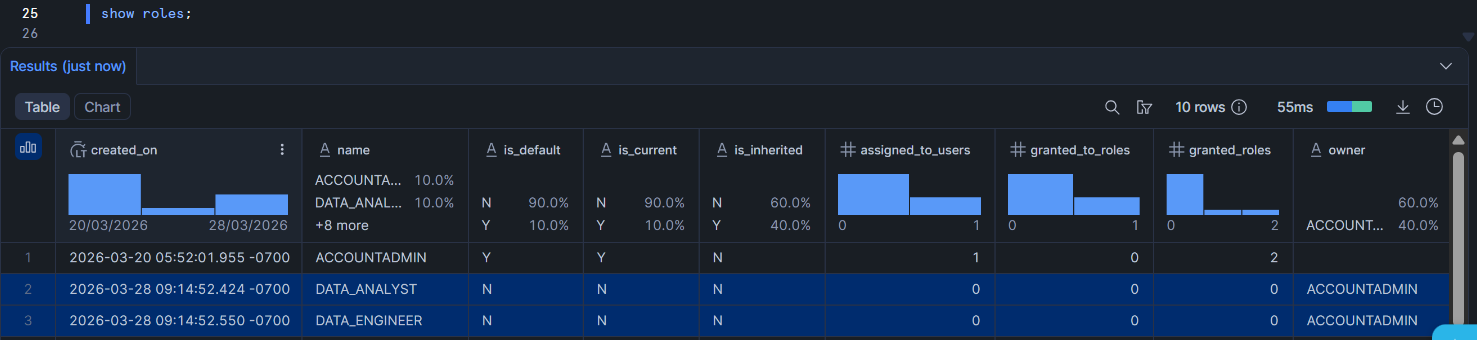 25 show roles;
26
Results (just now)
Table Chart 10 rows 55ms
created_on name is_default is_current is_inherited assigned_to_users granted_to_roles granted_roles owner
ACCOUNTA... 10.0%
DATA_ANAL... 10.0% N 90.0% N 90.0% N 60.0% 60.0%
20/03/2026 28/03/2026 +8 more Y 10.0% Y 10.0% Y 40.0% 0 1 0 1 0 2 ACCOUNT... 40.0%
1 2026-03-20 05:52:01.955 -0700 ACCOUNTADMIN Y Y N 1 0 2
2 2026-03-28 09:14:52.424 -0700 DATA_ANALYST N N N 0 0 0 ACCOUNTADMIN
3 2026-03-28 09:14:52.550 -0700 DATA_ENGINEER N N N 0 0 0 ACCOUNTADMIN